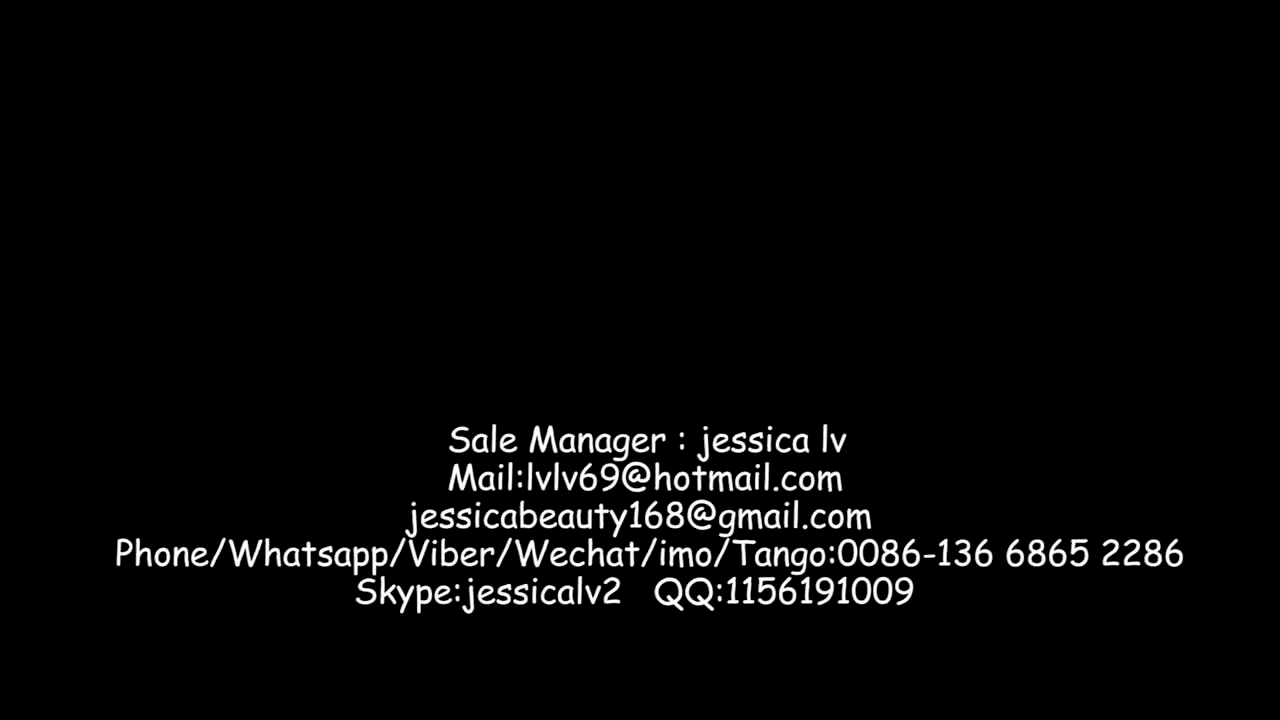 Sale Manager : jessica lv
Mail:lvlv69@hotmail.com
jessicabeauty168@gmail.com
Phone/Whatsapp/Viber/Wechat/imo/Tango:0086-136 6865 2286
Skype:jessicalv2   QQ:1156191009